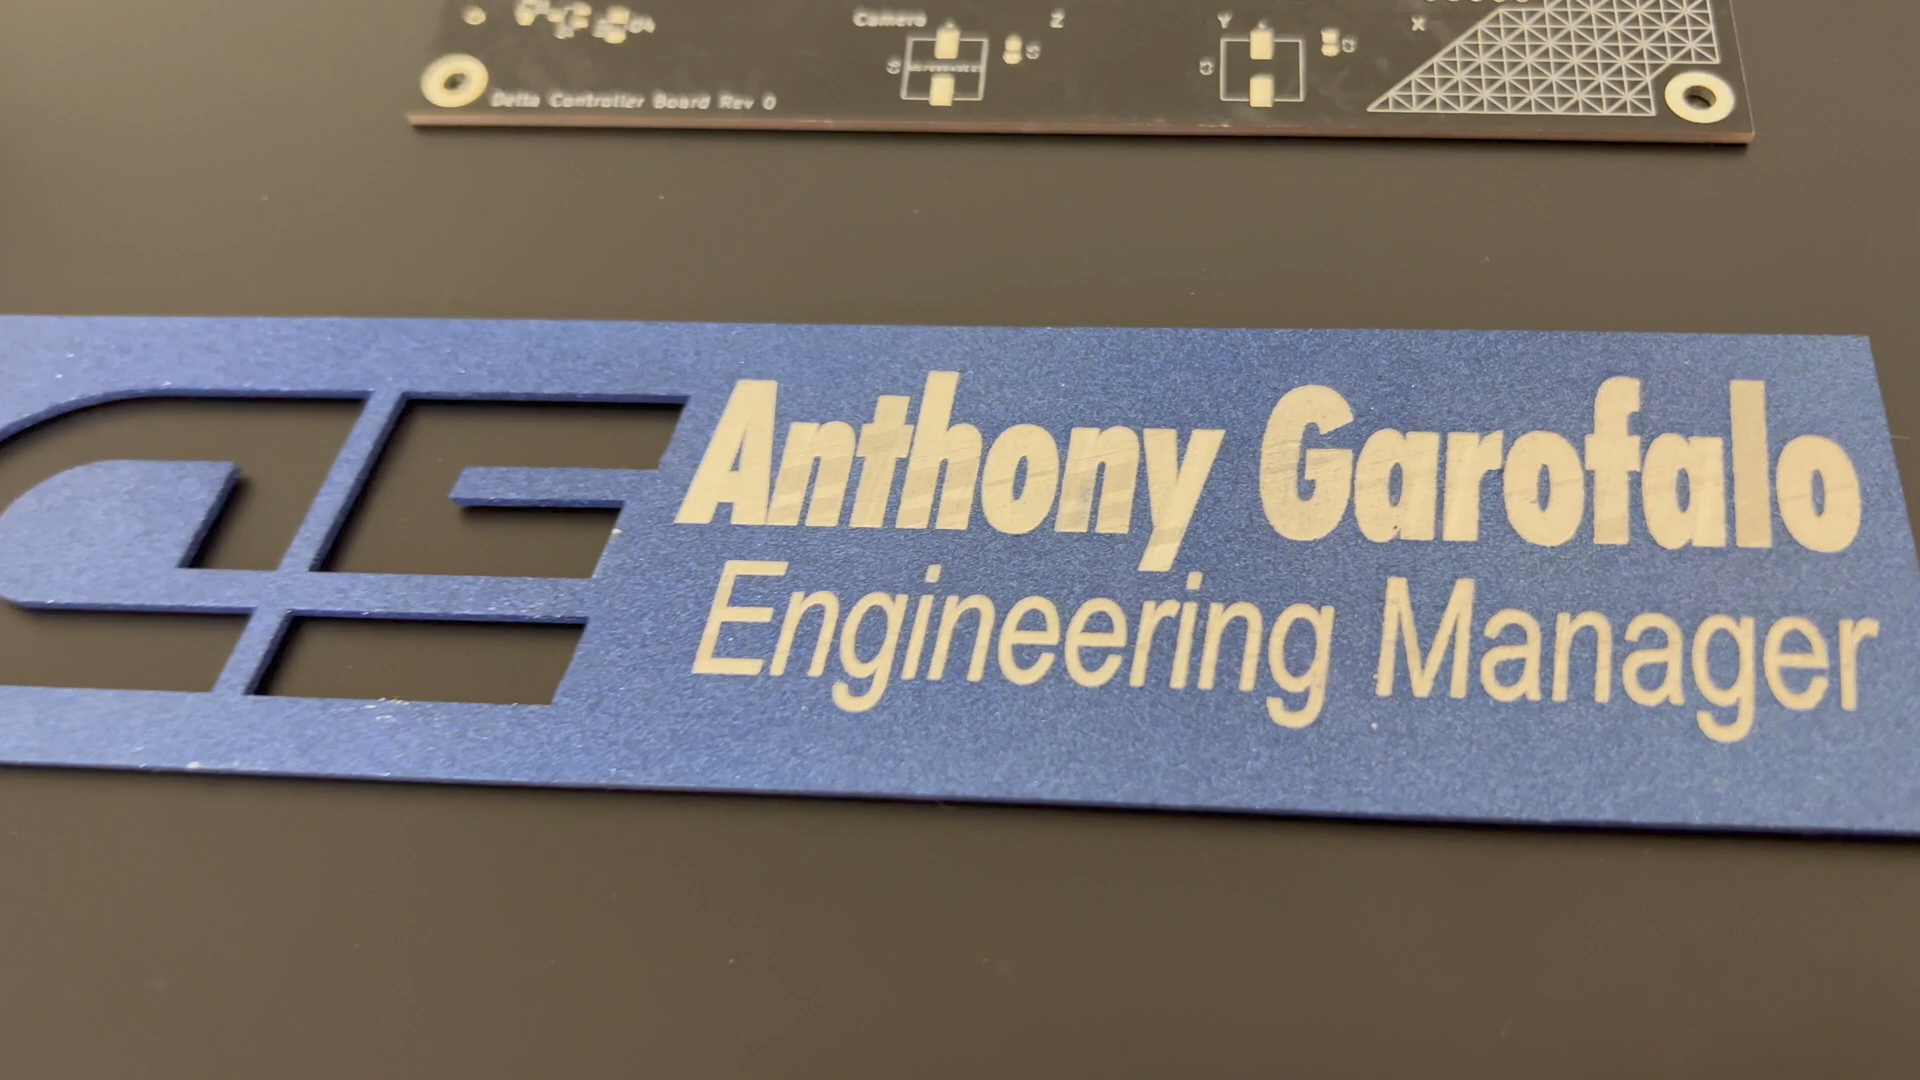 Camera Z Y X
Delta Controller Board Rev 0
Anthony Garofalo
Engineering Manager